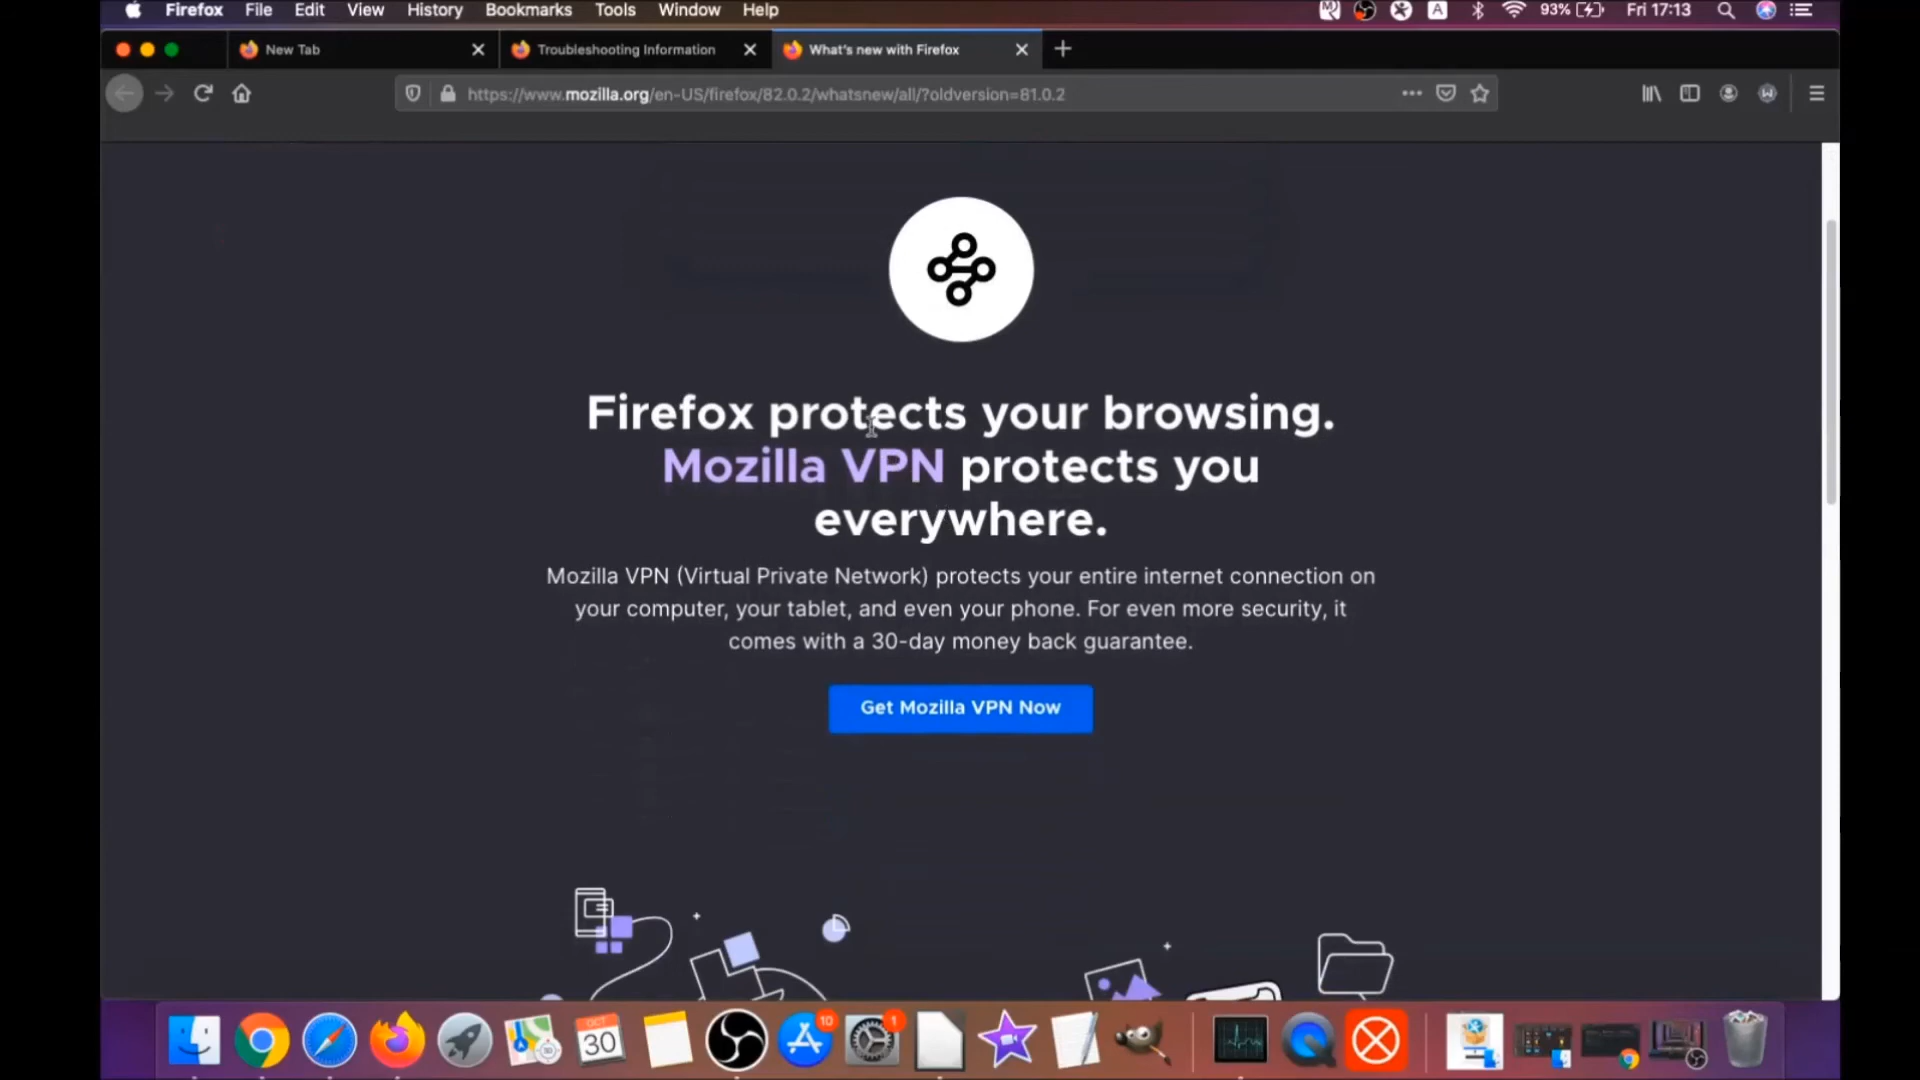 Firefox File Edit View History Bookmarks Tools Window Help A 93% Fri 17:13
New Tab Troubleshooting Information What's new with Firefox
https://www.mozilla.org/en-US/firefox/82.0.2/whatsnew/all/?oldversion=81.0.2
Firefox protects your browsing.
Mozilla VPN protects you
everywhere.
Mozilla VPN (Virtual Private Network) protects your entire internet connection on
your computer, your tablet, and even your phone. For even more security, it
comes with a 30-day money back guarantee.
Get Mozilla VPN Now
OCT
30
10
1